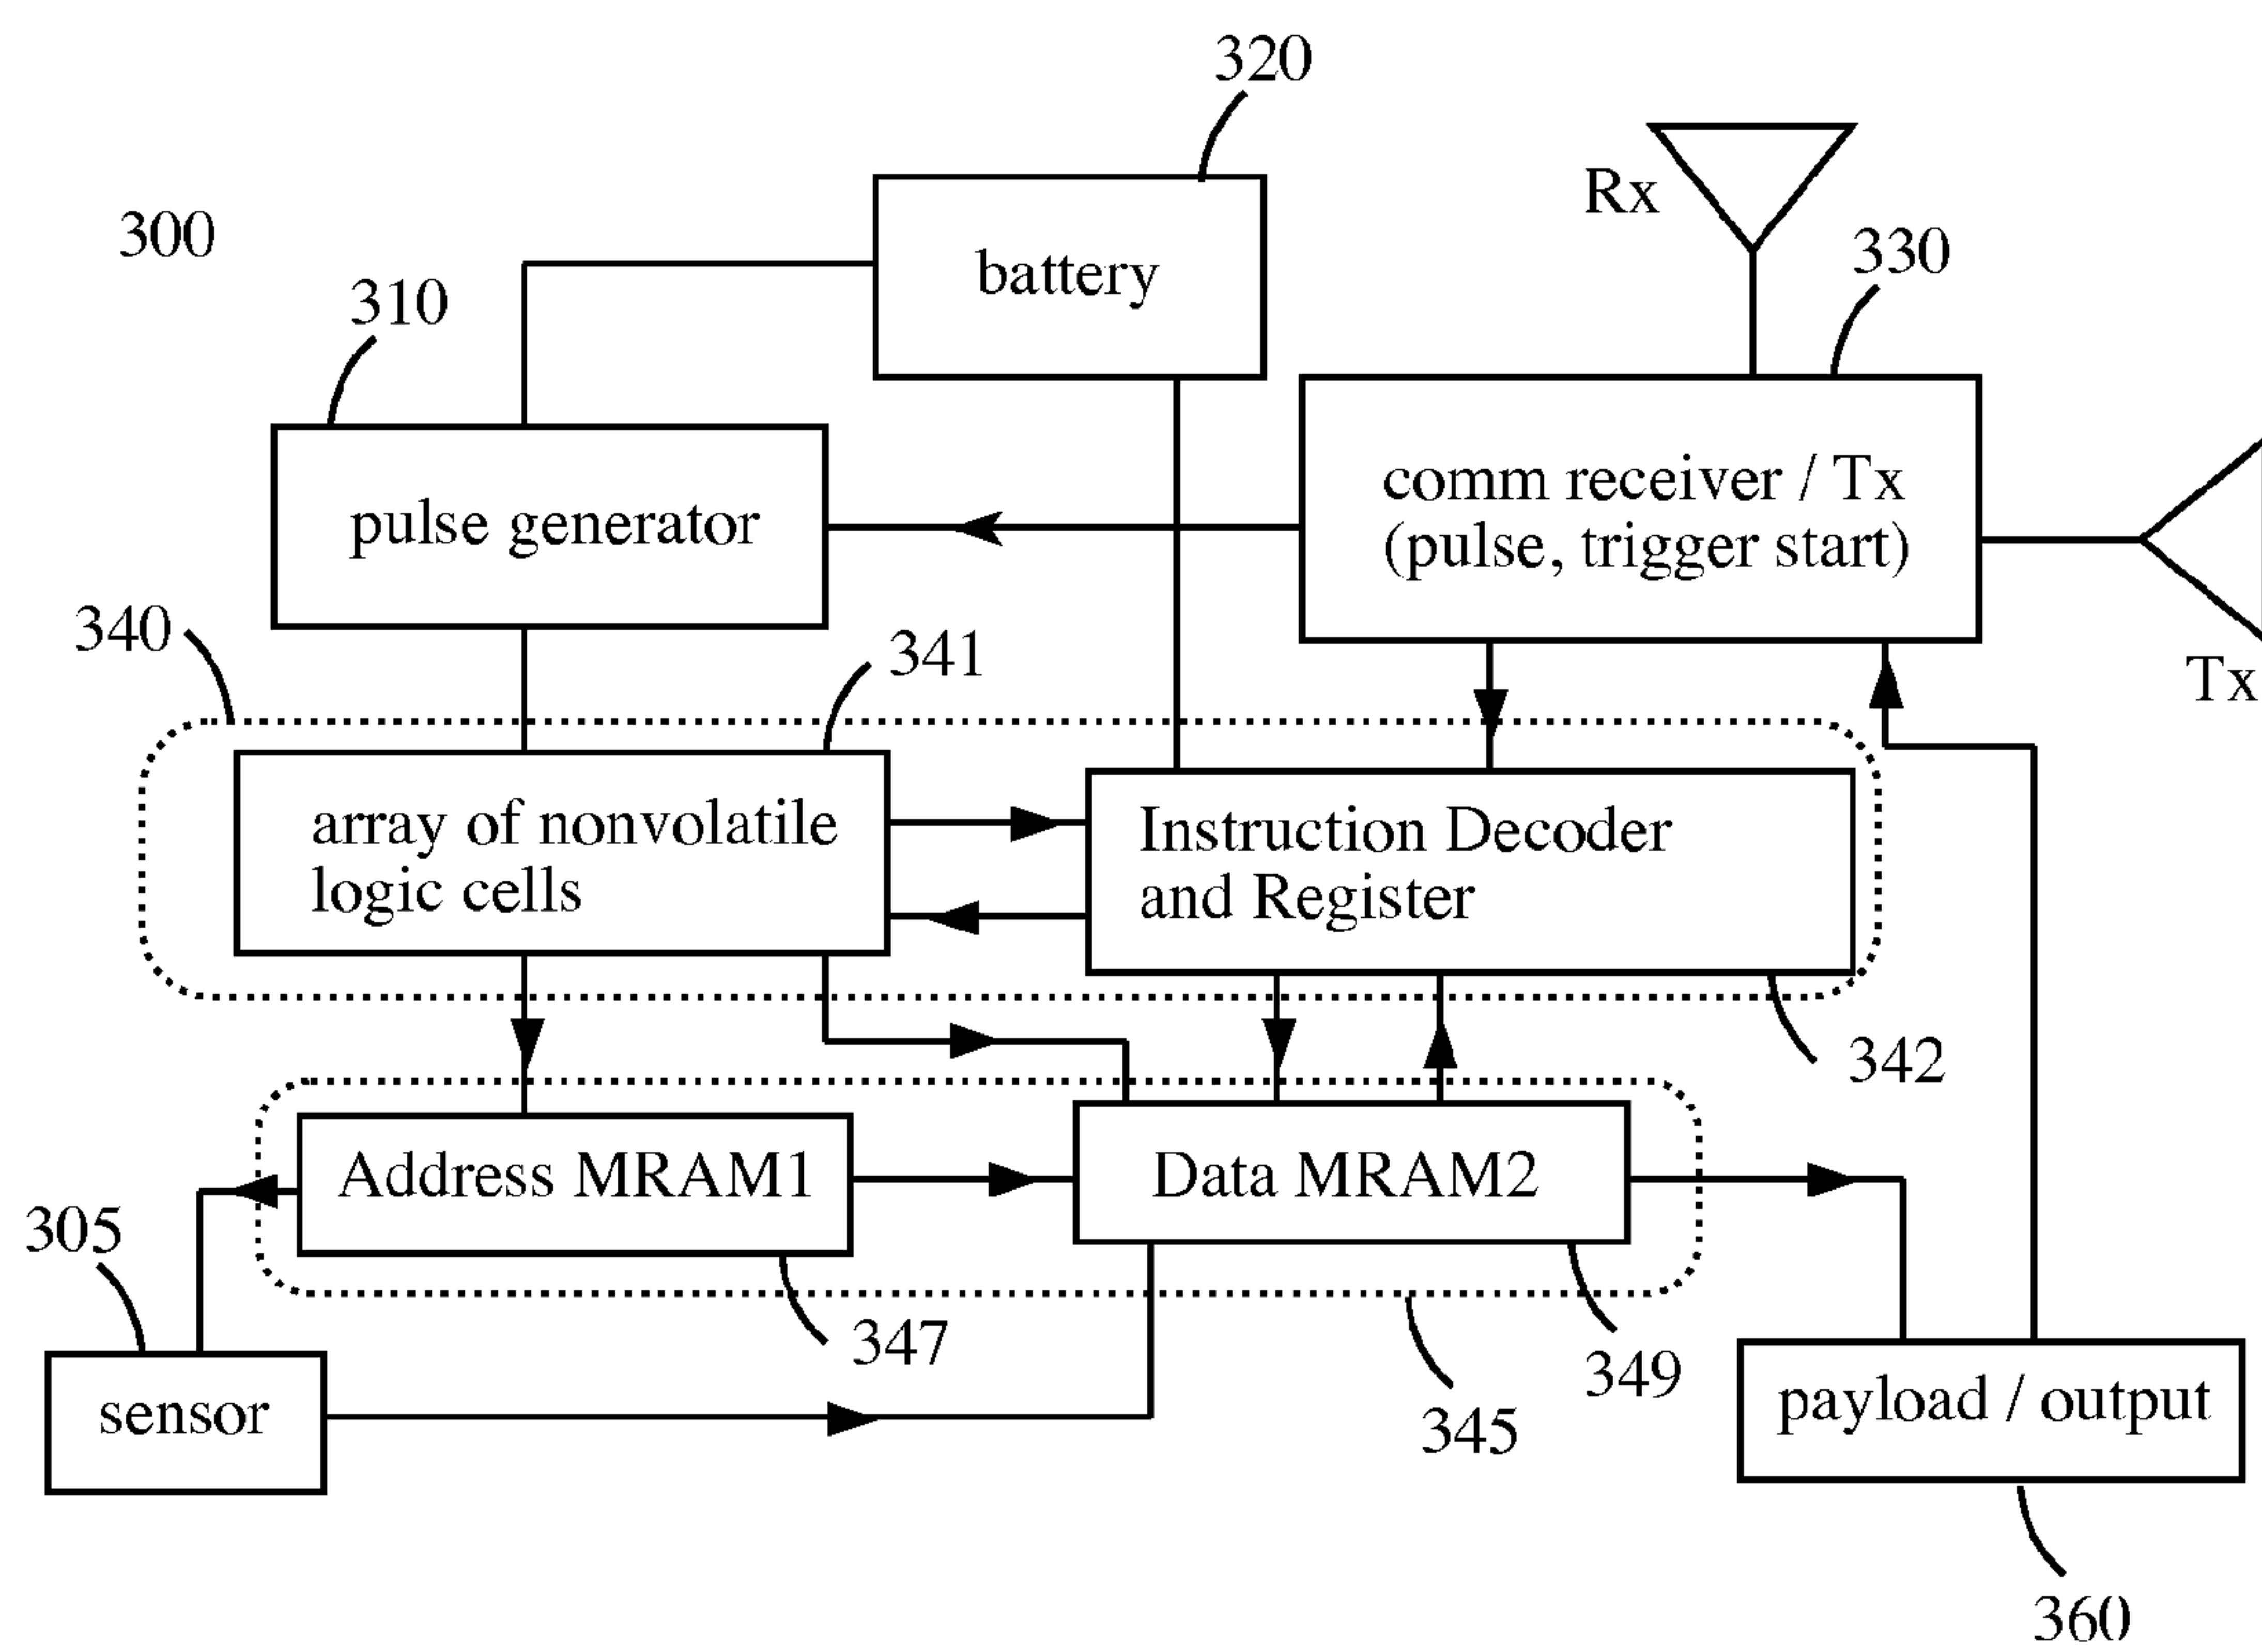 320
Rx
300
330
battery
310
comm receiver / Tx
(pulse, trigger start)
pulse generator
340
341
Tx
array of nonvolatile
logic cells
Instruction Decoder
and Register
342
Address MRAM1
Data MRAM2
305
347
349
345
sensor
payload / output
360